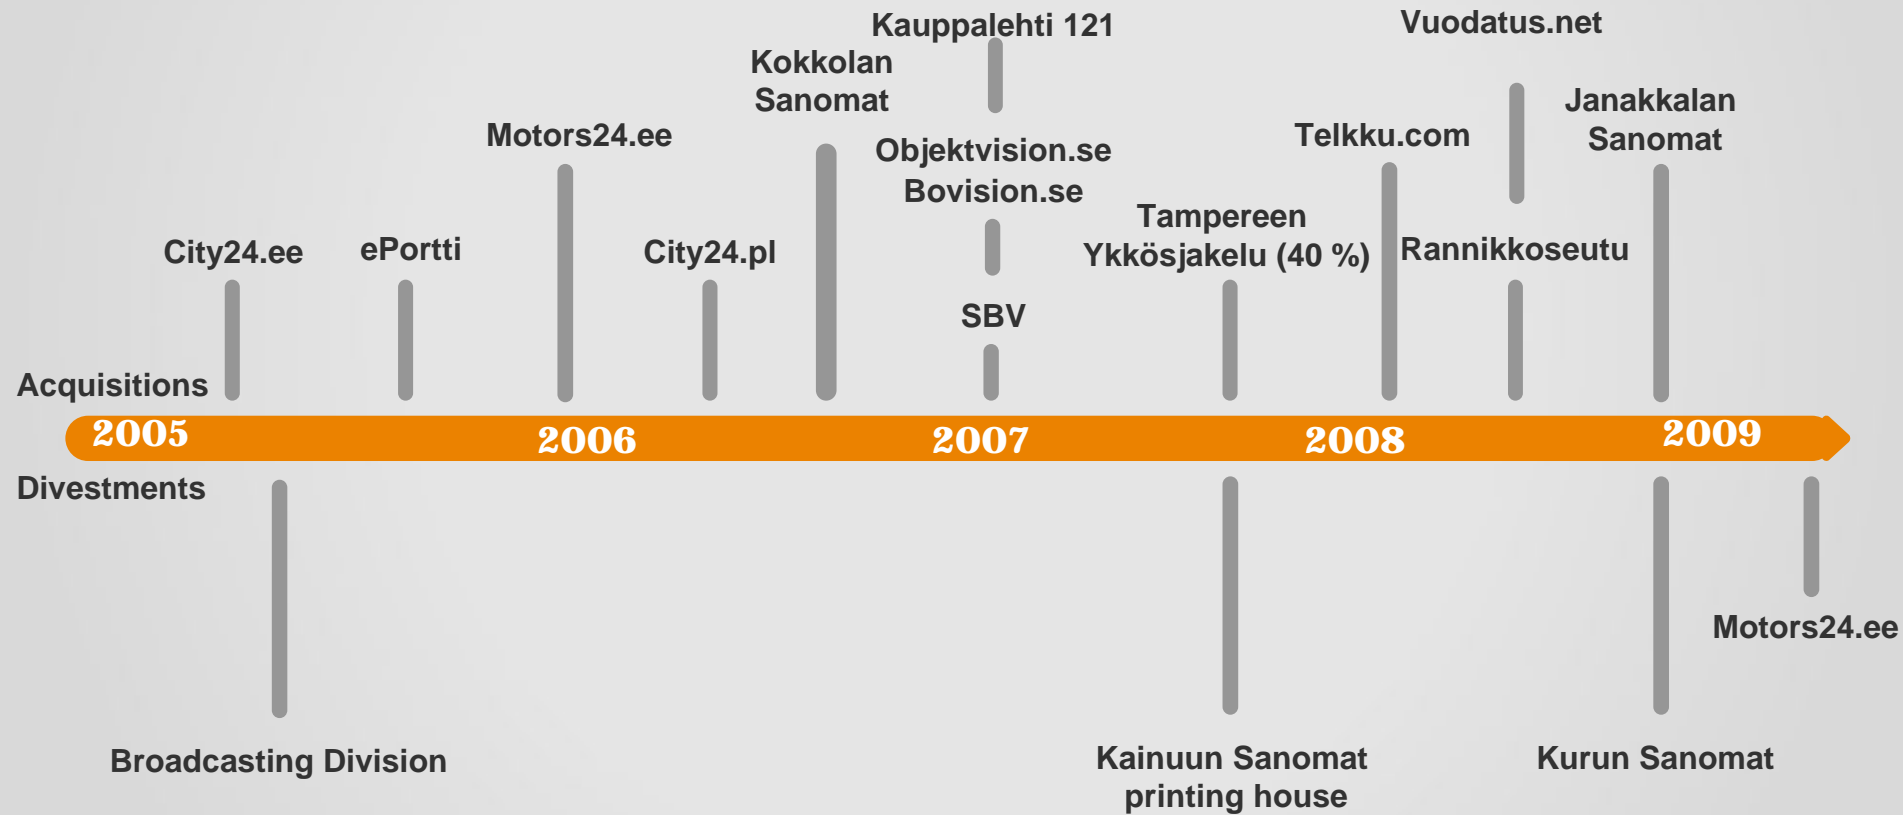 Kauppalehti 121
Vuodatus.net
Kokkolan
Sanomat
Janakkalan
Sanomat
Motors24.ee
Objektvision.se
Bovision.se
Telkku.com
Tampereen
Ykkösjakelu (40 %)
City24.ee
ePortti
City24.pl
Rannikkoseutu
SBV
Acquisitions
2005
2006
2007
2008
2009
Divestments
Motors24.ee
Broadcasting Division
Kainuun Sanomat
printing house
Kurun Sanomat